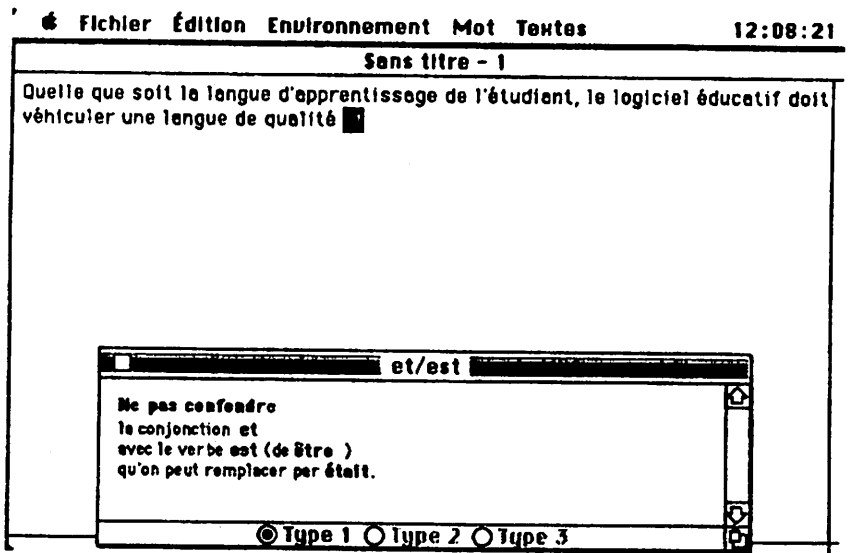 Fichier Édition Environnement Mot Textes 12:08:21
Sans titre - 1
Quelle que soit la langue d'apprentissage de l'étudiant, le logiciel éducatif doit
véhiculer une langue de qualité
et/est
Ne pas confondre
la conjonction et
avec le verbe est (de être )
qu'on peut remplacer par était.
Type 1 Type 2 Type 3